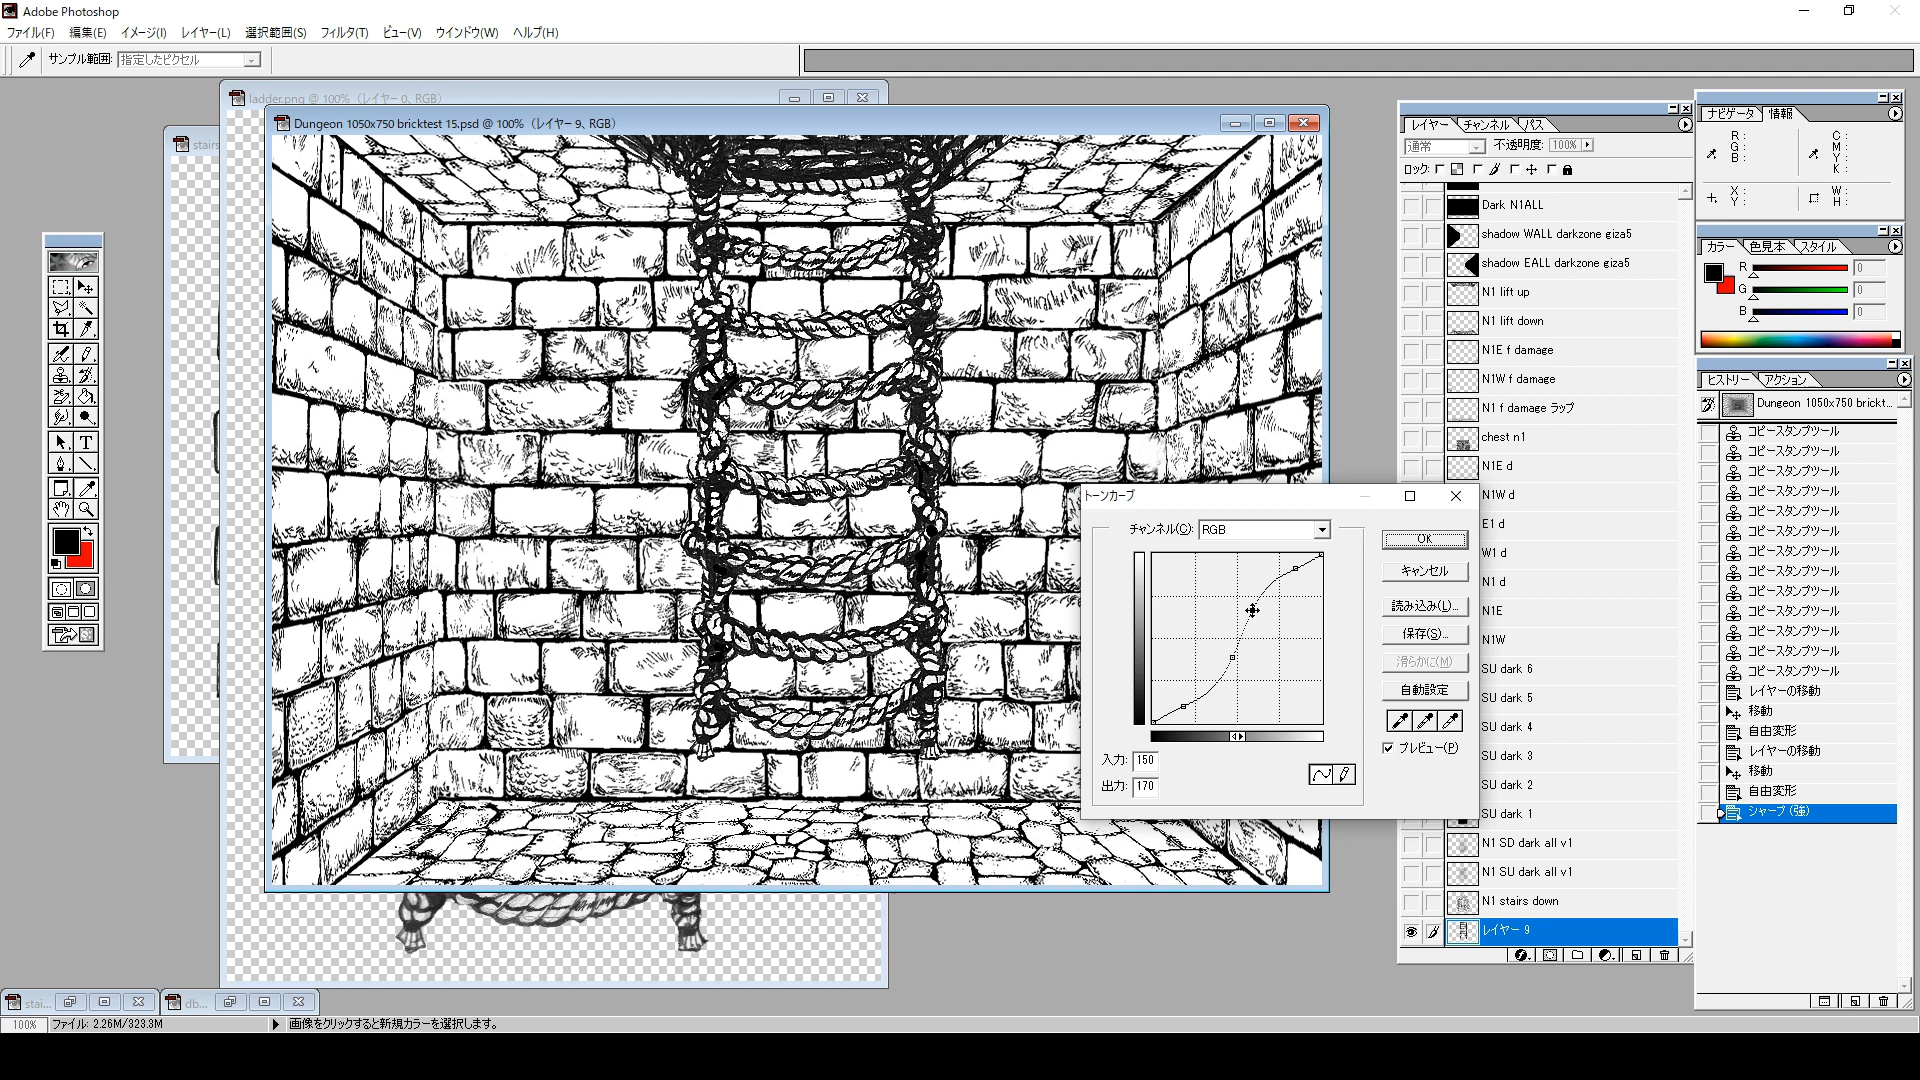 Adobe Photoshop
ファイル(F) 編集(E) イメージ(I) レイヤー(L) 選択範囲(S) フィルタ(T) ビュー(V) ウインドウ(W) ヘルプ(H)
サンプル範囲: 指定したピクセル
ladder.png @ 100% (レイヤー 0, RGB)
Dungeon 1050x750 bricktest 15.psd @ 100% (レイヤー 9, RGB)
stairs
レイヤー チャンネル パス
通常 不透明度: 100%
ロック:
Dark N1ALL
shadow WALL darkzone giza5
shadow EALL darkzone giza5
N1 lift up
N1 lift down
N1E f damage
N1W f damage
N1 f damage ラップ
chest n1
N1E d
N1W d
E1 d
W1 d
N1 d
N1E
N1W
SU dark 6
SU dark 5
SU dark 4
SU dark 3
SU dark 2
SU dark 1
N1 SD dark all v1
N1 SU dark all v1
N1 stairs down
レイヤー 9
トーンカーブ
チャンネル(C): RGB
OK
キャンセル
読み込み(L)...
保存(S)...
滑らかに(M)
自動設定
プレビュー(P)
入力: 150
出力: 170
ナビゲータ 情報
R :
G :
B :
C :
M :
Y :
K :
X :
Y :
W :
H :
カラー 色見本 スタイル
R 0
G 0
B 0
ヒストリー アクション
Dungeon 1050x750 brickt...
コピースタンプツール
コピースタンプツール
コピースタンプツール
コピースタンプツール
コピースタンプツール
コピースタンプツール
コピースタンプツール
コピースタンプツール
コピースタンプツール
コピースタンプツール
コピースタンプツール
コピースタンプツール
コピースタンプツール
レイヤーの移動
移動
自由変形
レイヤーの移動
移動
自由変形
シャープ (強)
stai... db...
100% ファイル: 2.26M/323.3M 画像をクリックすると新規カラーを選択します。